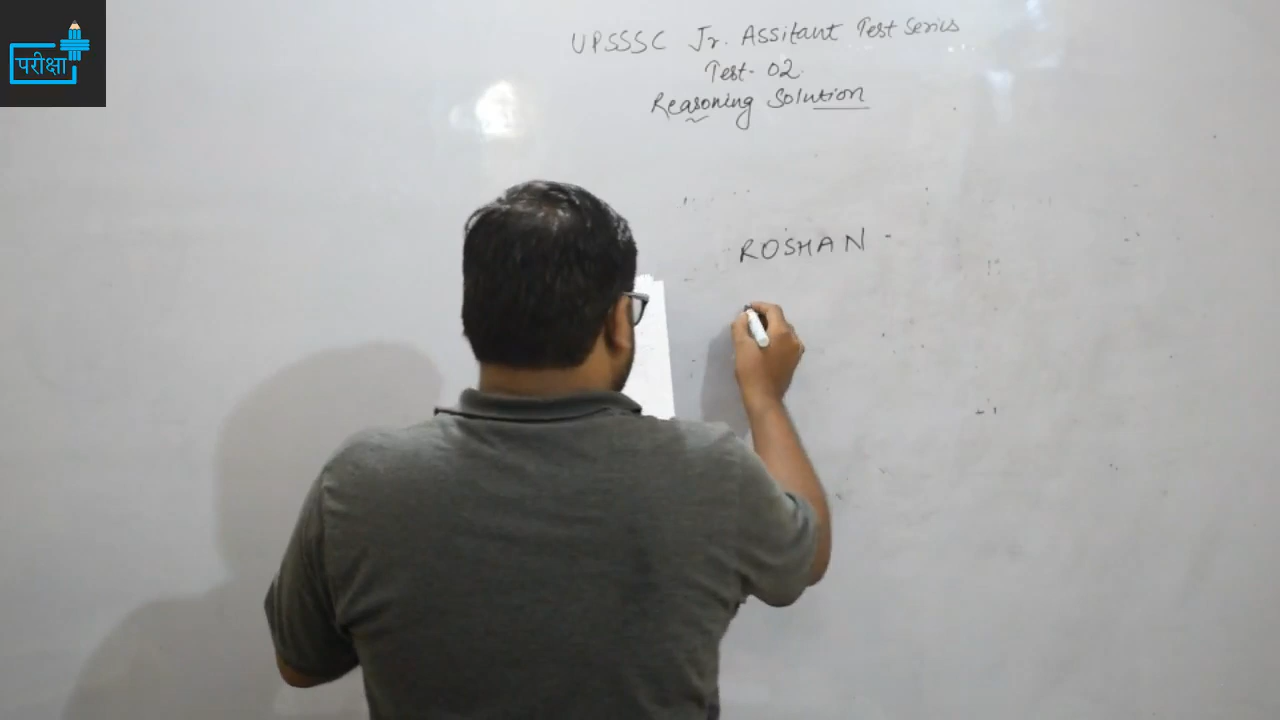 परीक्षा
UPSSSC Jr. Assitant Test Series
Test- 02.
Reasoning Solution
ROSHAN -